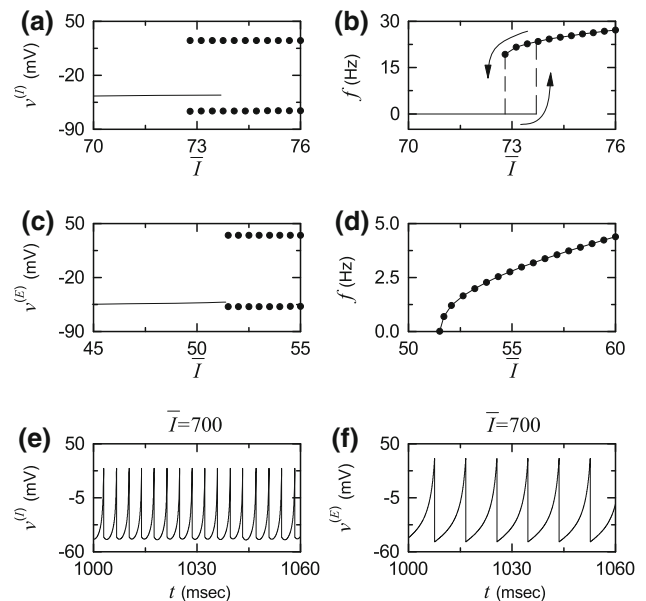 (a) 50 -20 -90 v^(I) (mV) 70 73 76 Ī
(b) 30 15 0 f (Hz) 70 73 76 Ī
(c) 50 -20 -90 v^(E) (mV) 45 50 55 Ī
(d) 5.0 2.5 0.0 f (Hz) 50 55 60 Ī
(e) Ī=700 50 -5 -60 v^(I) (mV) 1000 1030 1060 t (msec)
(f) Ī=700 50 -5 -60 v^(E) (mV) 1000 1030 1060 t (msec)